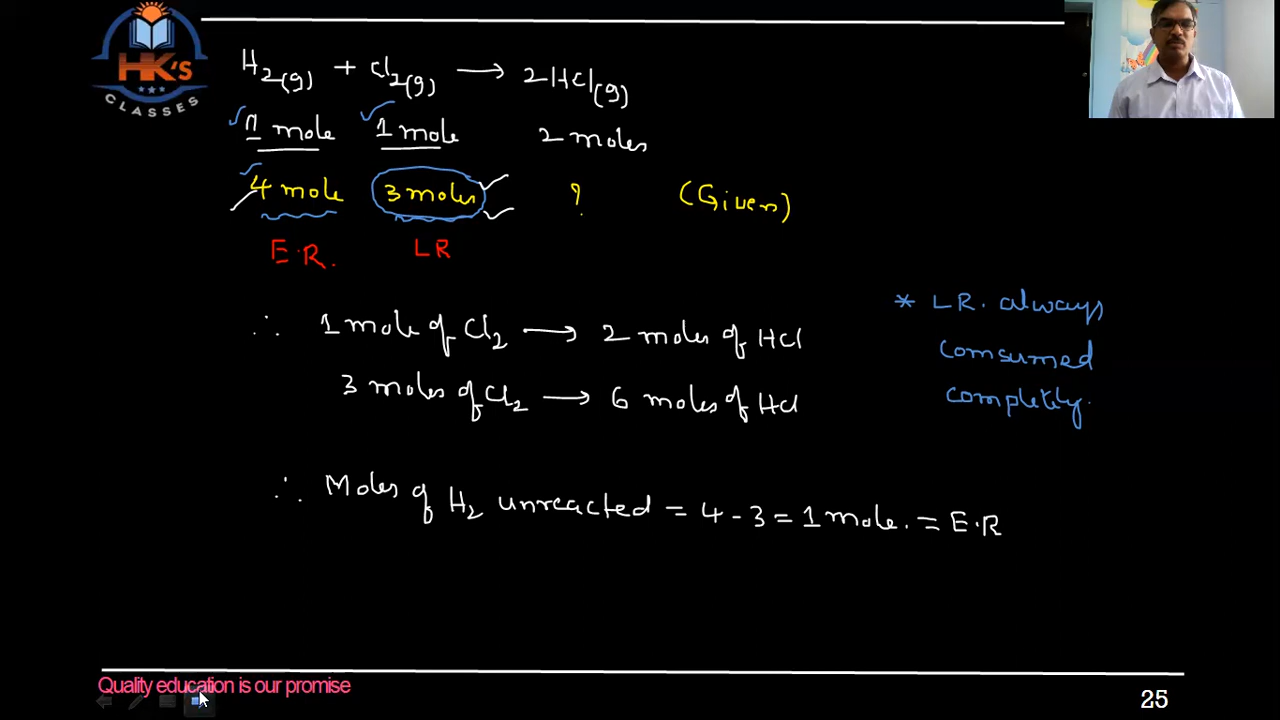 HK'S
CLASSES
H2(g) + Cl2(g) → 2HCl(g)
1 mole 1 mole 2 moles
4 mole 3 moles ? (Given)
E.R. LR
∴ 1 mole of Cl2 → 2 moles of HCl
3 moles of Cl2 → 6 moles of HCl
* LR. always
consumed
completely.
∴ Moles of H2 unreacted = 4 - 3 = 1 mole. = E.R
Quality education is our promise
25